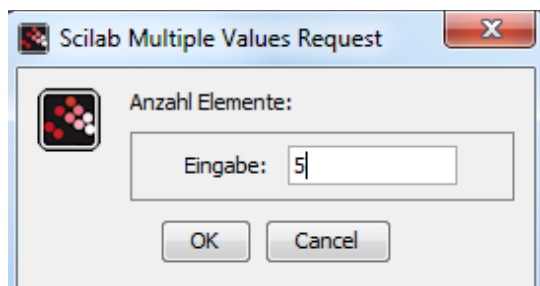 Scilab Multiple Values Request
Anzahl Elemente:
Eingabe: 5
OK Cancel